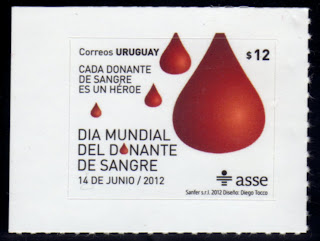 Correos URUGUAY
$12
CADA DONANTE
DE SANGRE
ES UN HÉROE
DIA MUNDIAL
DEL DONANTE
DE SANGRE
14 DE JUNIO / 2012
asse
Sanfer s.r.l. 2012 Diseño: Diego Tocco